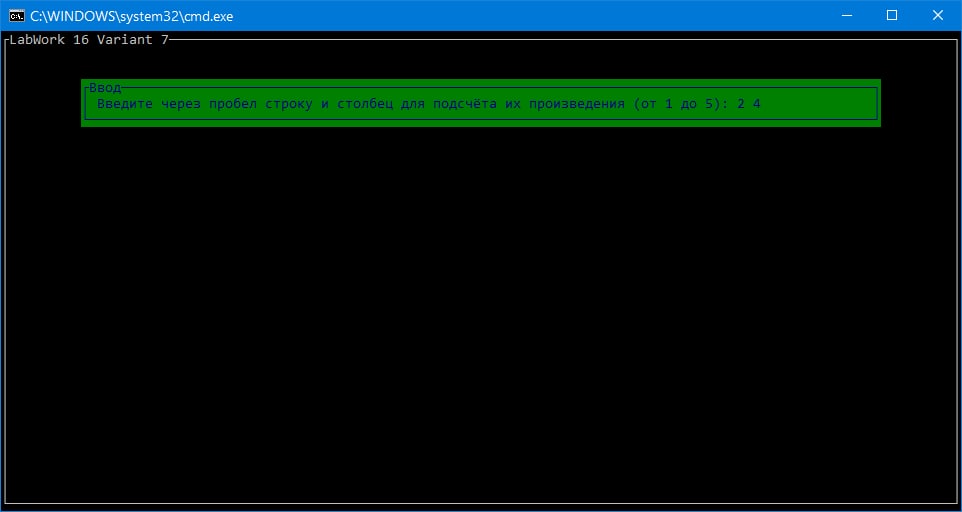 C:\WINDOWS\system32\cmd.exe
LabWork 16 Variant 7
Ввод
Введите через пробел строку и столбец для подсчёта их произведения (от 1 до 5): 2 4